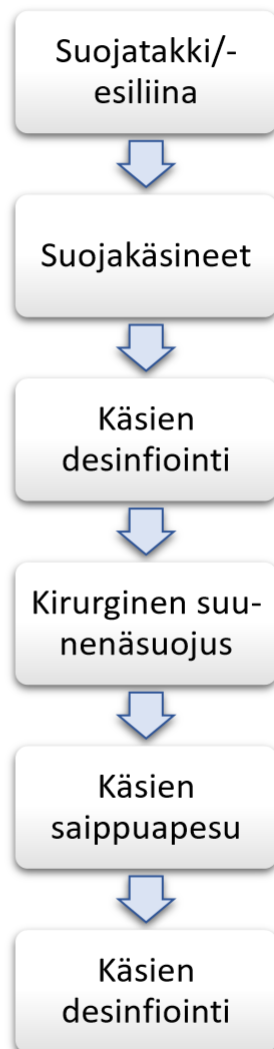 Suojatakki/-
esiliina
Suojakäsineet
Käsien
desinfiointi
Kirurginen suu-
nenäsuojus
Käsien
saippuapesu
Käsien
desinfiointi